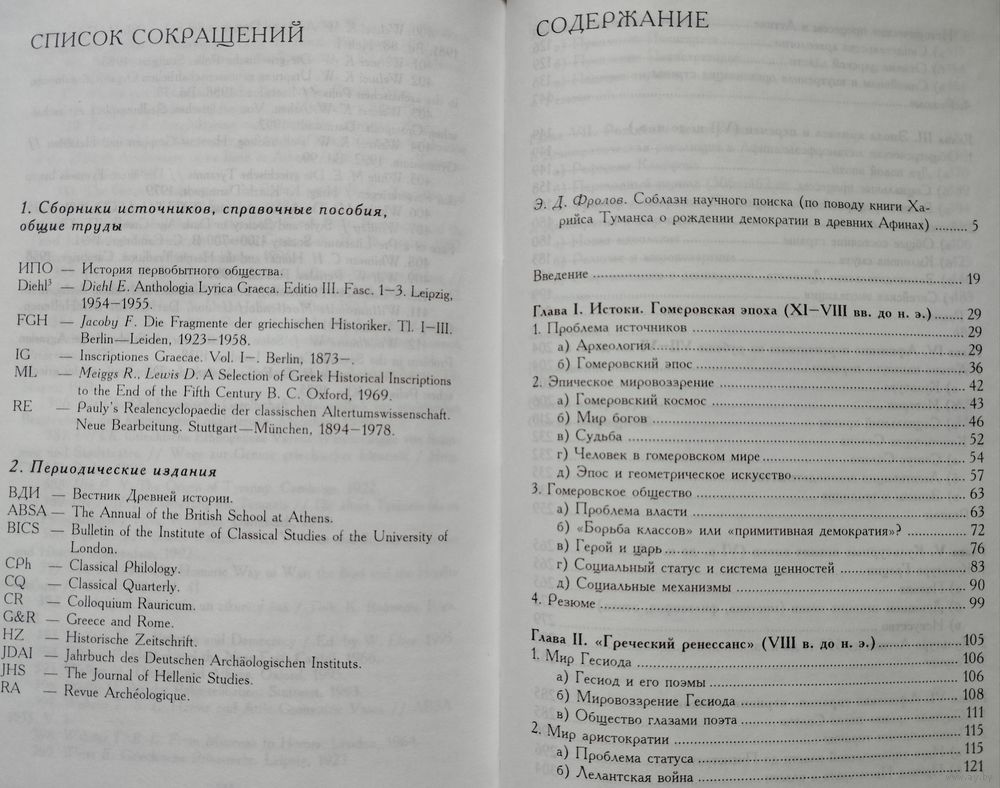 СПИСОК СОКРАЩЕНИЙ
1. Сборники источников, справочные пособия,
общие труды
ИПО — История первобытного общества.
Diehl³ — Diehl E. Anthologia Lyrica Graeca. Editio III. Fasc. 1—3. Leipzig,
1954—1955.
FGH — Jacoby F. Die Fragmente der griechischen Historiker. Tl. I—III.
Berlin—Leiden, 1923—1958.
IG — Inscriptiones Graecae. Vol. I—. Berlin, 1873—.
ML — Meiggs R., Lewis D. A Selection of Greek Historical Inscriptions
to the End of the Fifth Century B. C. Oxford, 1969.
RE — Pauly's Realencyclopaedie der classischen Altertumswissenschaft.
Neue Bearbeitung. Stuttgart—München, 1894—1978.
2. Периодические издания
ВДИ — Вестник Древней истории.
ABSA — The Annual of the British School at Athens.
BICS — Bulletin of the Institute of Classical Studies of the University of
London.
CPh — Classical Philology.
CQ — Classical Quarterly.
CR — Colloquium Rauricum.
G&R — Greece and Rome.
HZ — Historische Zeitschrift.
JDAI — Jahrbuch des Deutschen Archäologischen Instituts.
JHS — The Journal of Hellenic Studies.
RA — Revue Archéologique.
СОДЕРЖАНИЕ
Э. Д. Фролов. Соблазн научного поиска (по поводу книги Ха-
рийса Туманса о рождении демократии в древних Афинах) ........ 5
Введение ........ 19
Глава I. Истоки. Гомеровская эпоха (XI—VIII вв. до н. э.) ........ 29
1. Проблема источников ........ 29
а) Археология ........ 29
б) Гомеровский эпос ........ 36
2. Эпическое мировоззрение ........ 42
а) Гомеровский космос ........ 43
б) Мир богов ........ 46
в) Судьба ........ 52
г) Человек в гомеровском мире ........ 54
д) Эпос и геометрическое искусство ........ 57
3. Гомеровское общество ........ 63
а) Проблема власти ........ 63
б) «Борьба классов» или «примитивная демократия»? ........ 72
в) Герой и царь ........ 76
г) Социальный статус и система ценностей ........ 83
д) Социальные механизмы ........ 90
4. Резюме ........ 99
Глава II. «Греческий ренессанс» (VIII в. до н. э.) ........ 105
1. Мир Гесиода ........ 106
а) Гесиод и его поэмы ........ 106
б) Мировоззрение Гесиода ........ 108
в) Общество глазами поэта ........ 111
2. Мир аристократии ........ 115
а) Проблема статуса ........ 115
б) Лелантская война ........ 121
www.ay.by